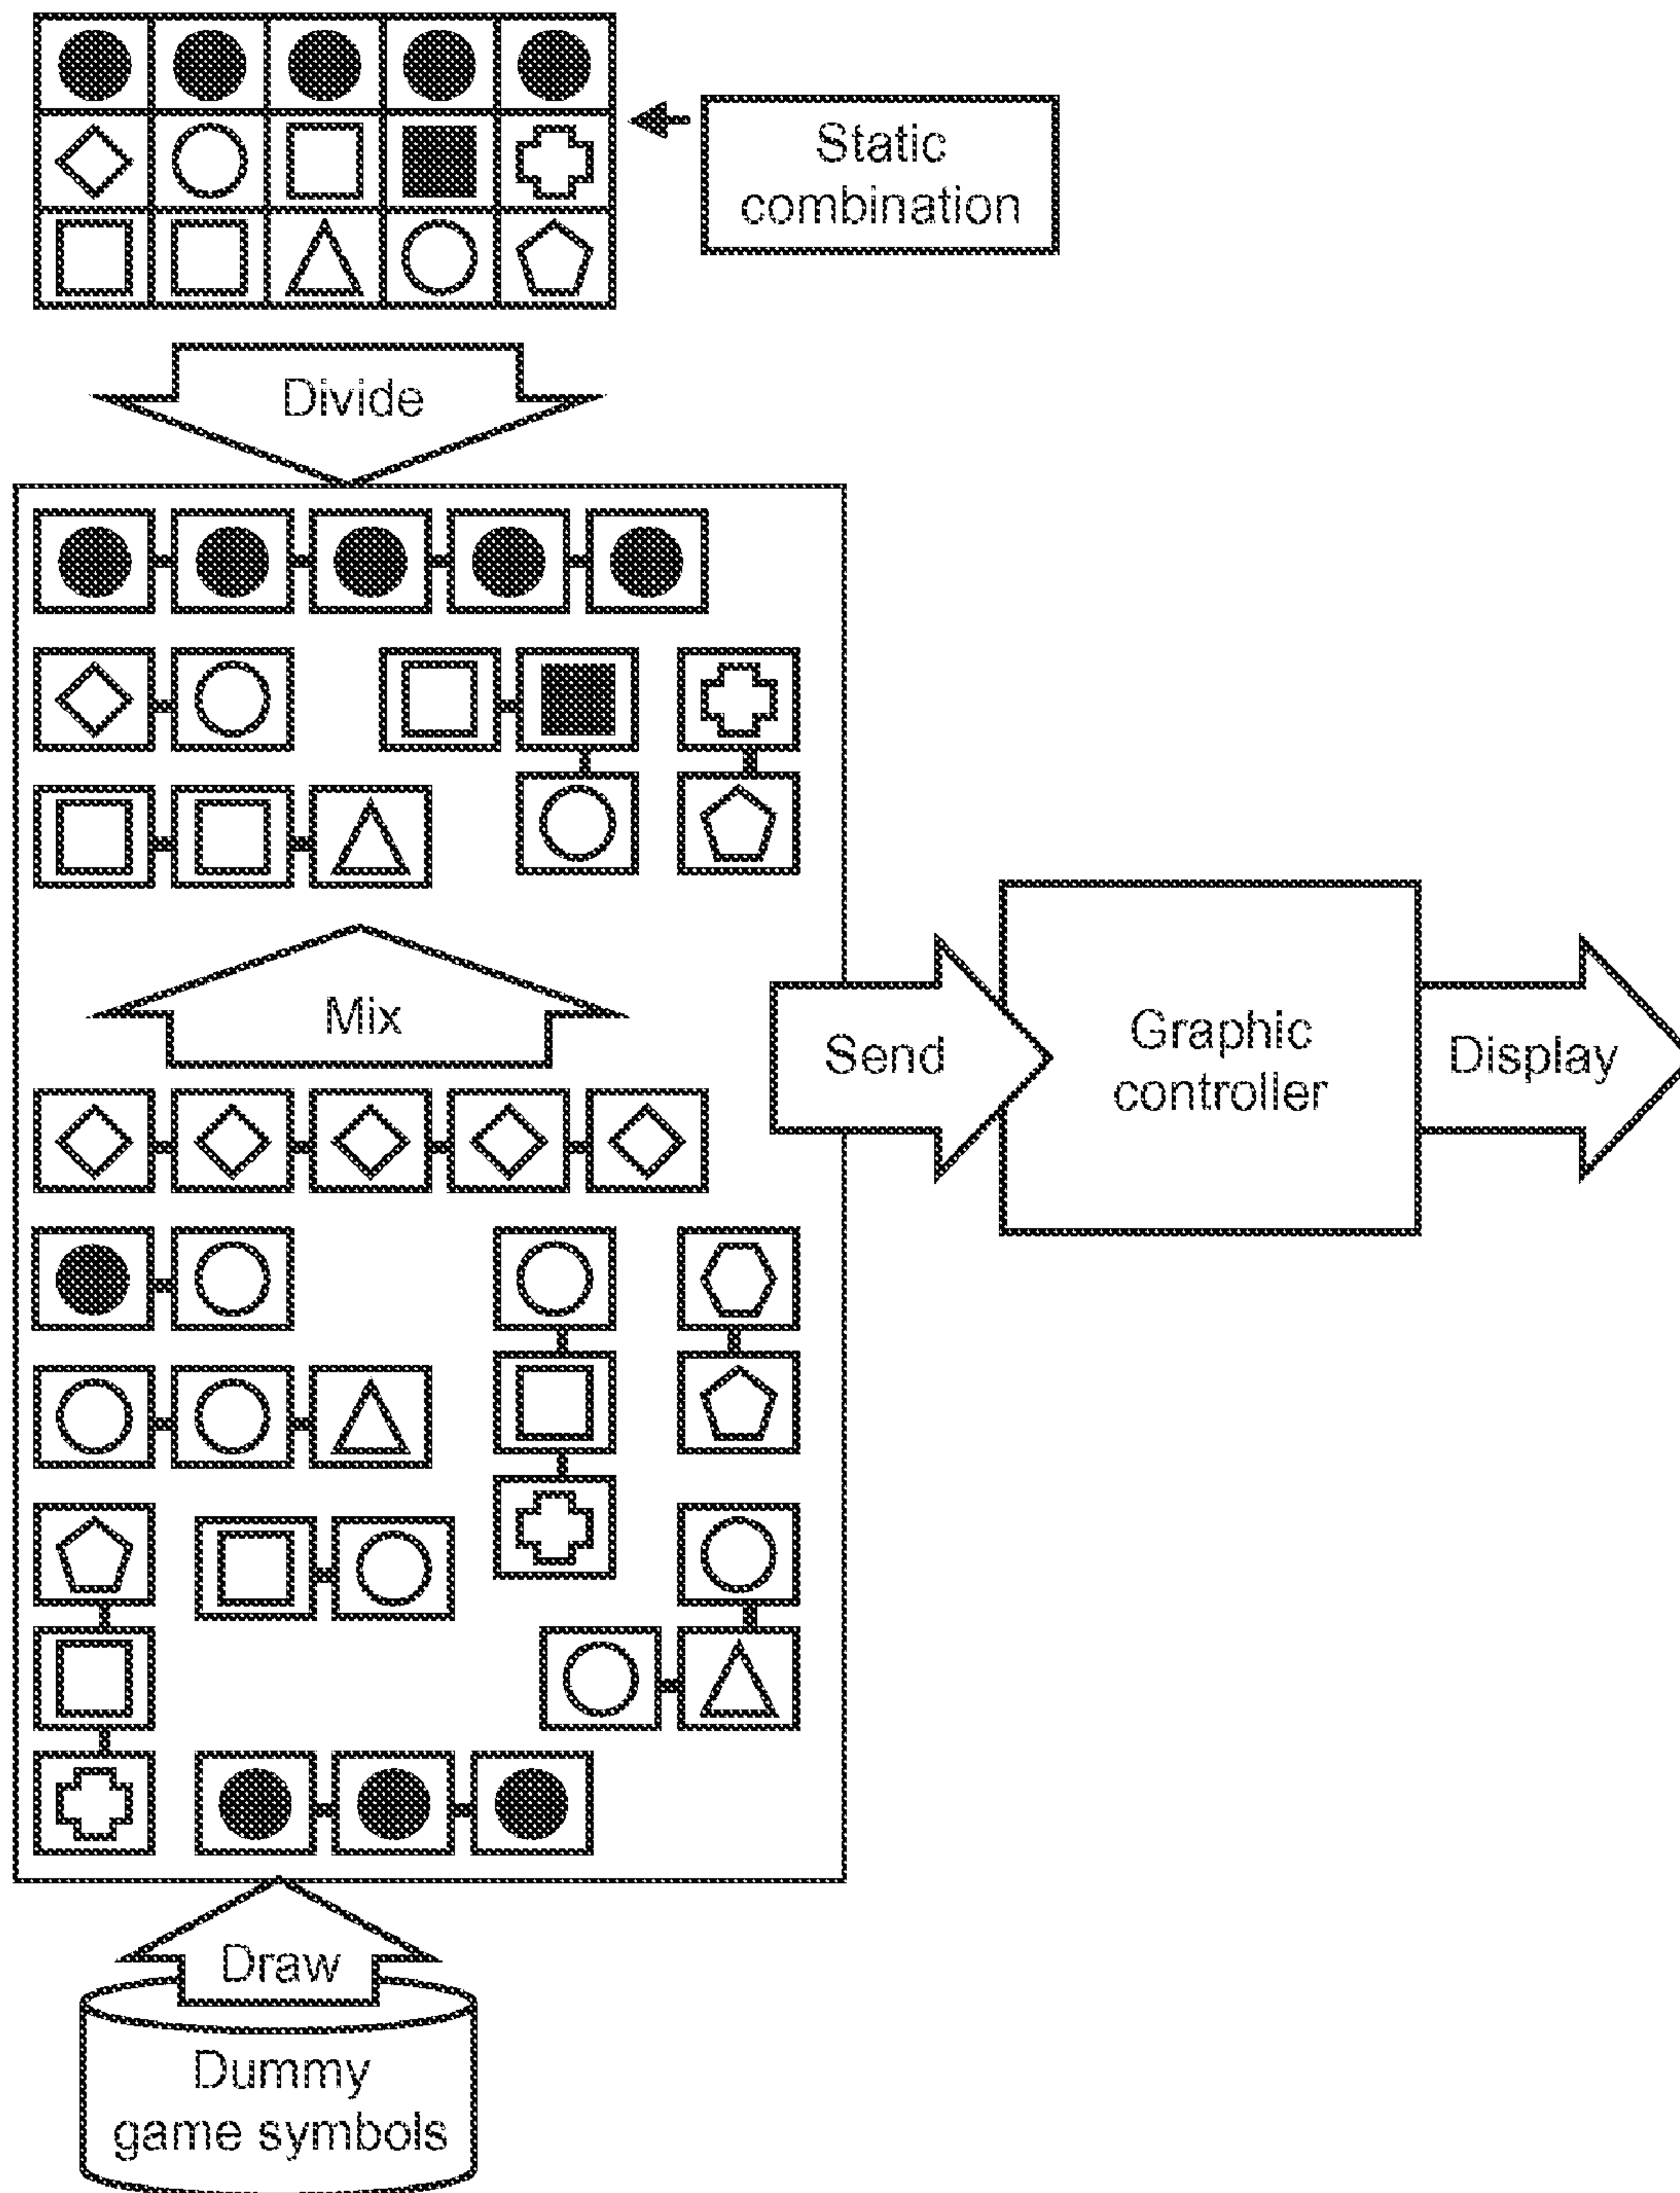 Static
combination
Divide
Mix
Send
Graphic
controller
Display
Draw
Dummy
game symbols